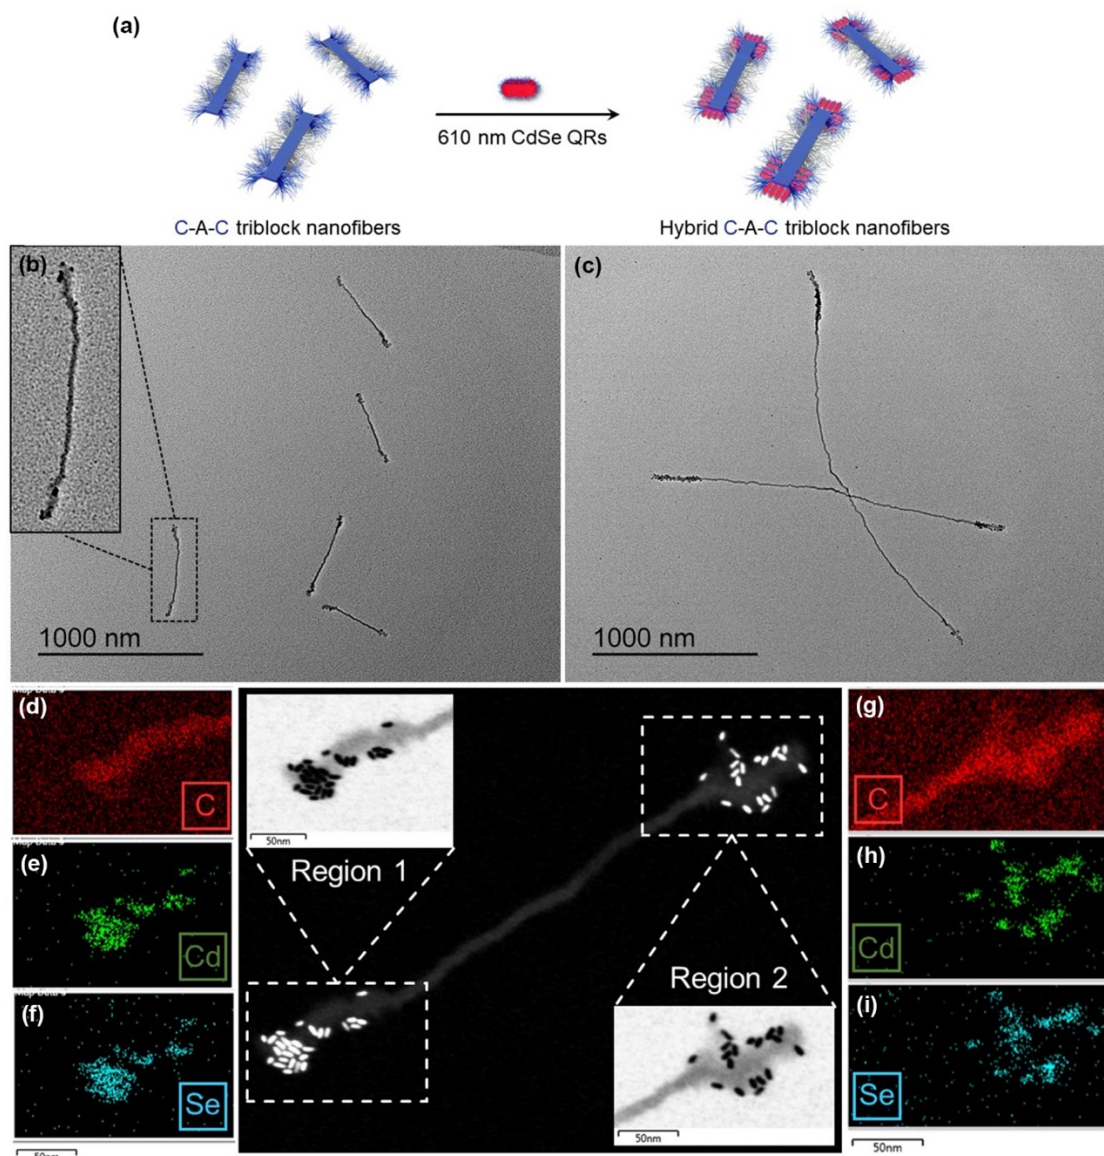 (a)
610 nm CdSe QRs
C-A-C triblock nanofibers
Hybrid C-A-C triblock nanofibers
(b)
1000 nm
(c)
1000 nm
(d)
C
(e)
Cd
(f)
Se
50nm
50nm
Region 1
Region 2
50nm
(g)
C
(h)
Cd
(i)
Se
50nm